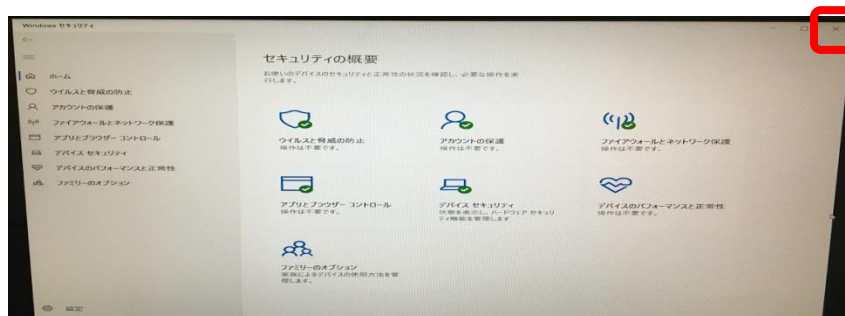 Windows セキュリティ
セキュリティの概要
お使いのデバイスのセキュリティと正常性の状況を確認し、必要な操作を実
行します。
ホーム
ウイルスと脅威の防止
アカウントの保護
ファイアウォールとネットワーク保護
アプリとブラウザー コントロール
デバイス セキュリティ
デバイスのパフォーマンスと正常性
ファミリーのオプション
ウイルスと脅威の防止
操作は不要です。
アカウントの保護
操作は不要です。
ファイアウォールとネットワーク保護
操作は不要です。
アプリとブラウザー コントロール
操作は不要です。
デバイス セキュリティ
状態を表示し、ハードウェア セキュリ
ティ機能を管理します
デバイスのパフォーマンスと正常性
操作は不要です。
ファミリーのオプション
家族によるデバイスの使用方法を管
理します。
設定